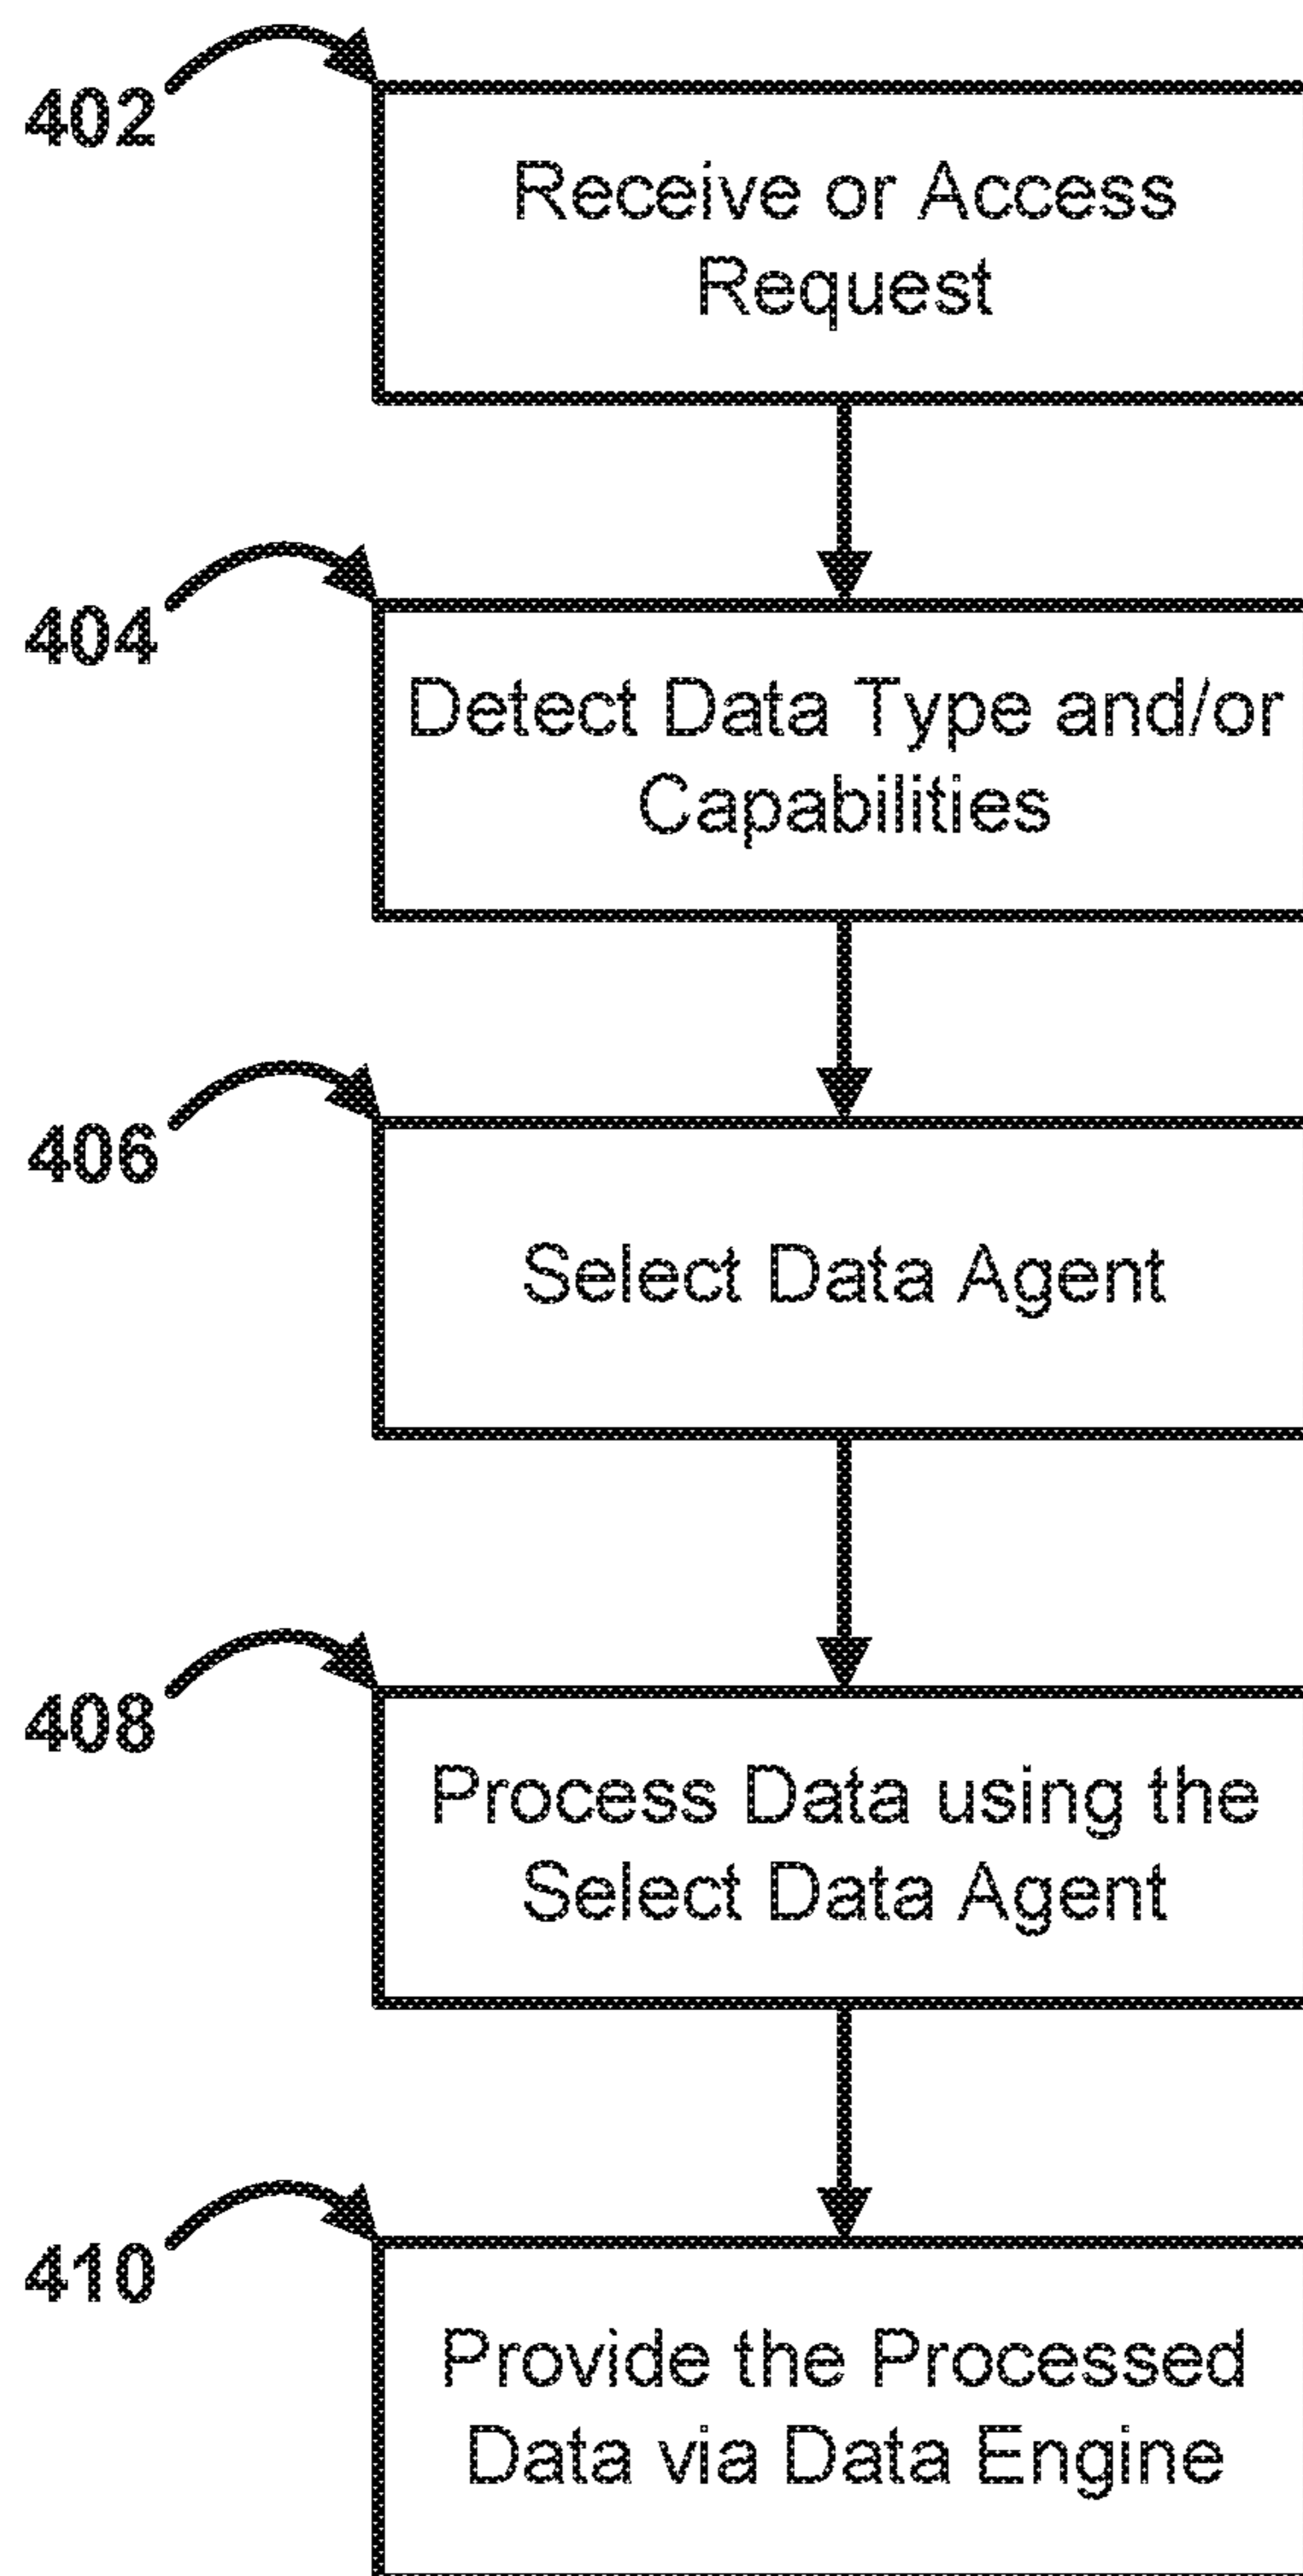 402
Receive or Access
Request
404
Detect Data Type and/or
Capabilities
406
Select Data Agent
408
Process Data using the
Select Data Agent
410
Provide the Processed
Data via Data Engine